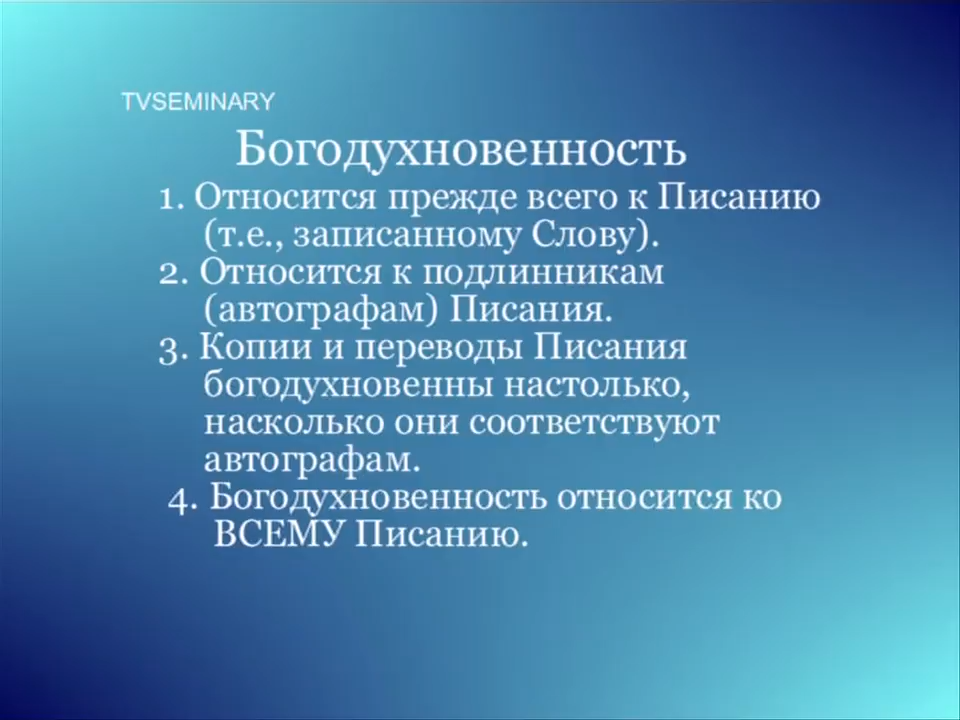 TVSEMINARY
Богодухновенность
1. Относится прежде всего к Писанию
(т.е., записанному Слову).
2. Относится к подлинникам
(автографам) Писания.
3. Копии и переводы Писания
богодухновенны настолько,
насколько они соответствуют
автографам.
4. Богодухновенность относится ко
ВСЕМУ Писанию.